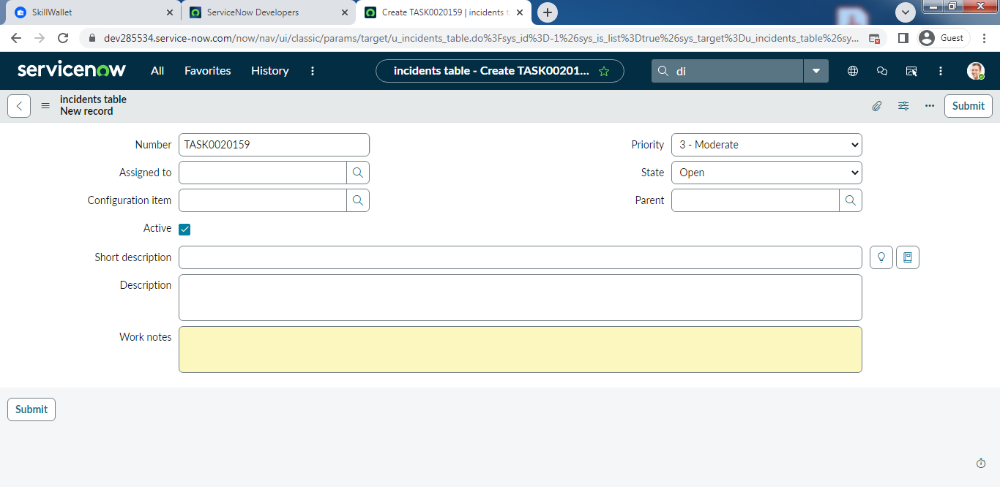 SkillWallet
ServiceNow Developers
Create TASK0020159 | incidents t
dev285534.service-now.com/now/nav/ui/classic/params/target/u_incidents_table.do%3Fsys_id%3D-1%26sys_is_list%3Dtrue%26sys_target%3Du_incidents_table%26sy...
Guest
servicenow
All
Favorites
History
incidents table - Create TASK00201...
di
incidents table
New record
Submit
Number
TASK0020159
Priority
3 - Moderate
Assigned to
State
Open
Configuration item
Parent
Active
Short description
Description
Work notes
Submit